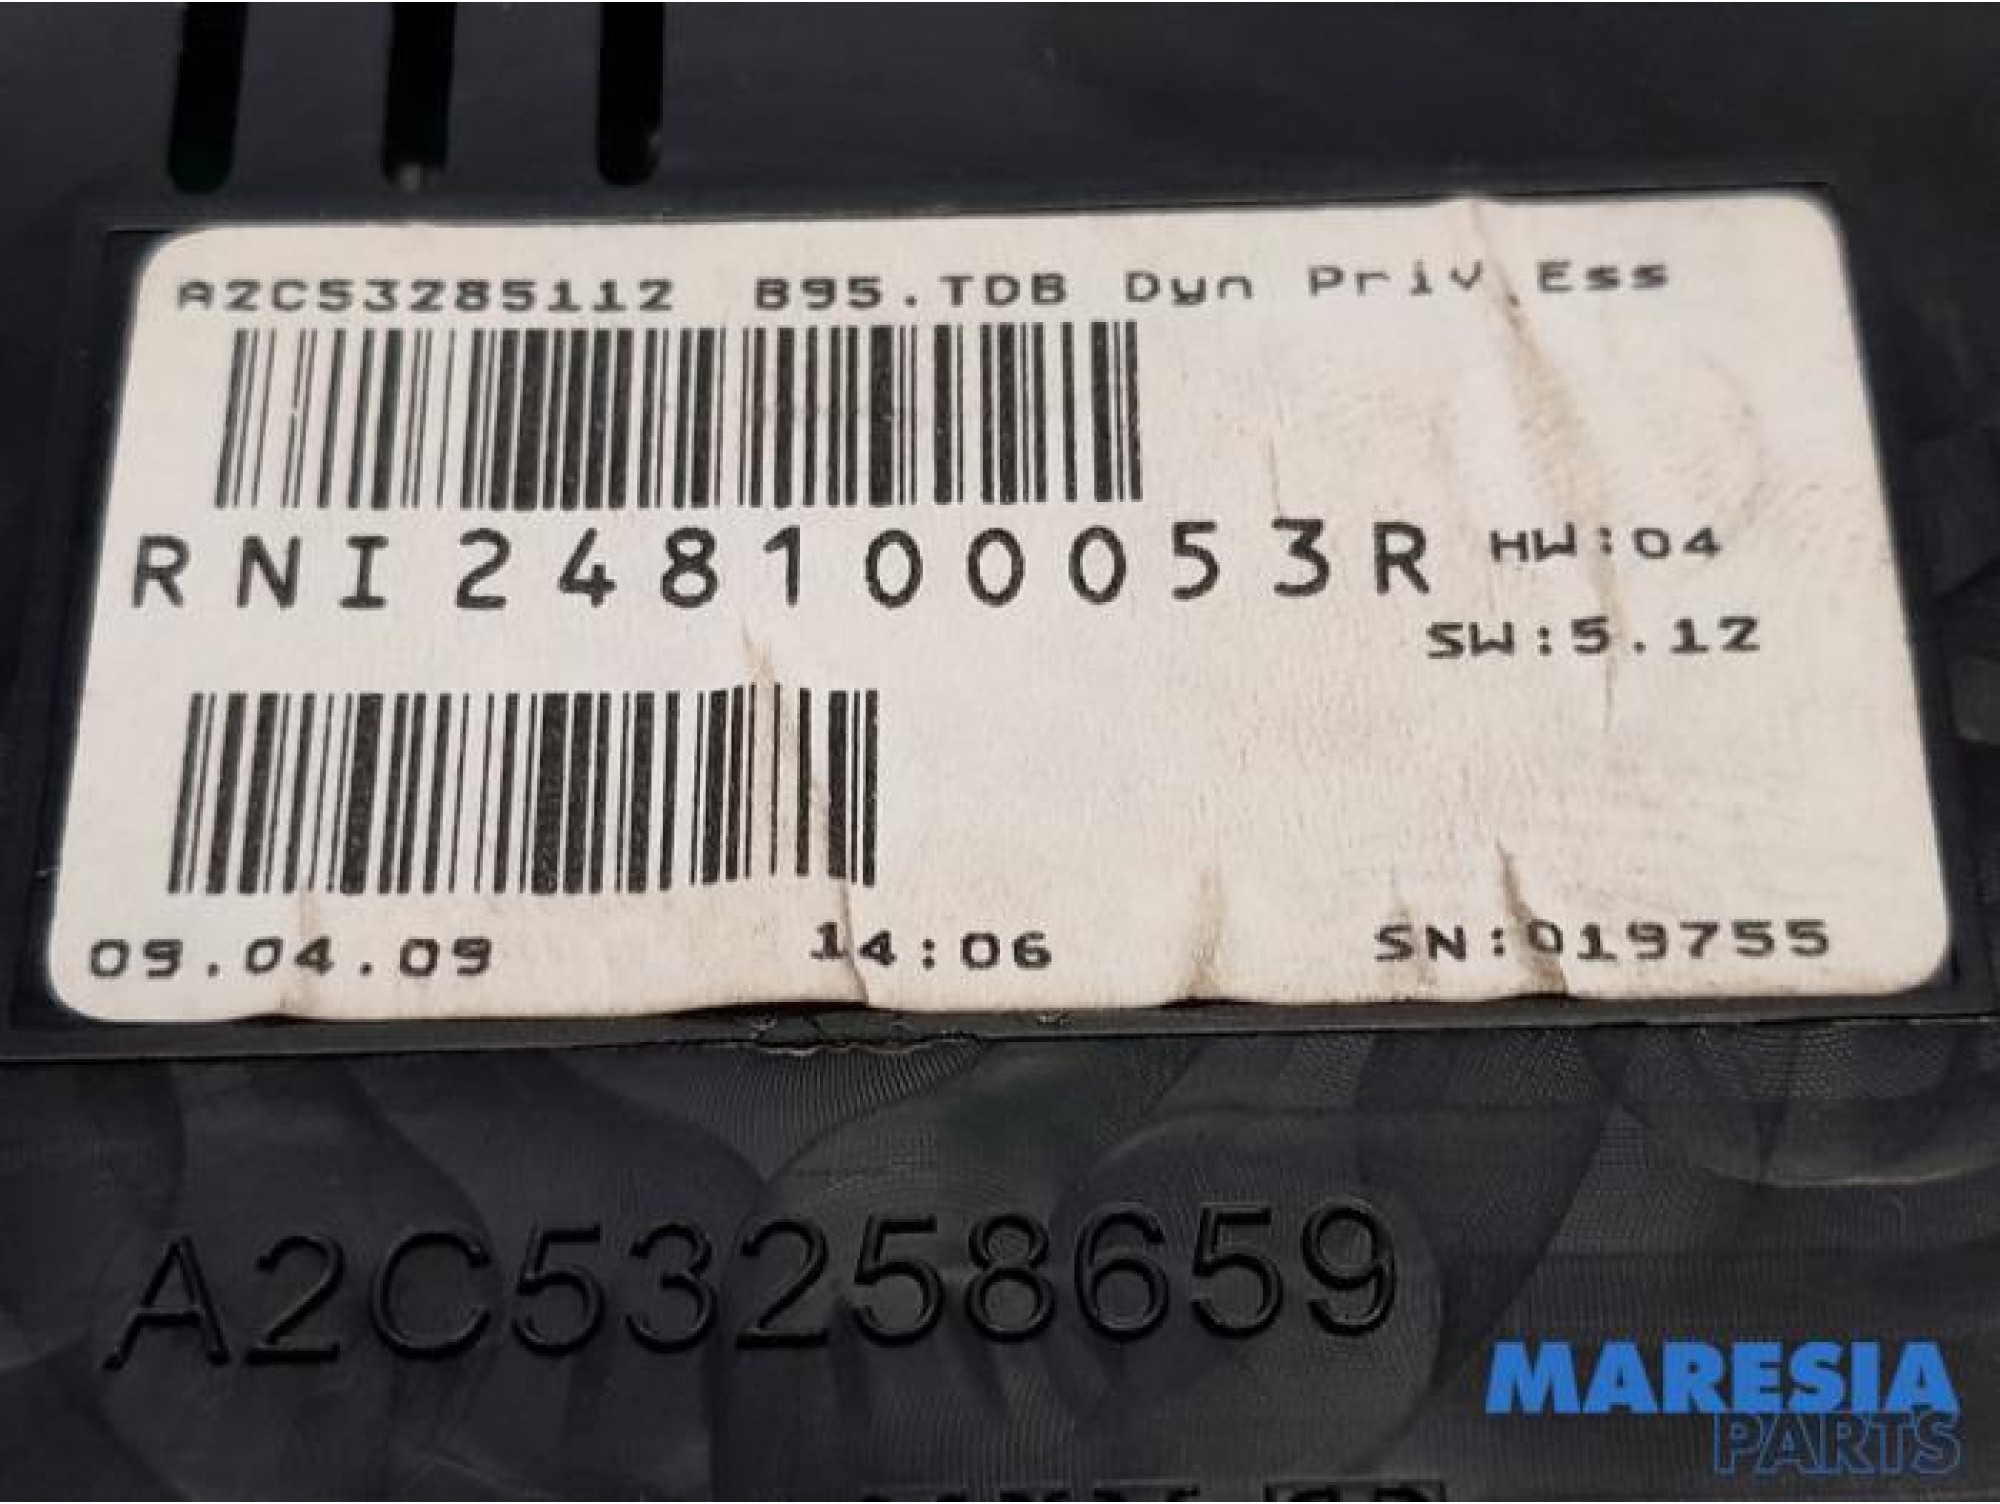 A2C53285112 B95.TDB Dyn Priv.Ess
RNI248100053R HW:04
SW:5.12
09.04.09 14:06 SN:019755
A2C53258659
MARESIA
PARTS